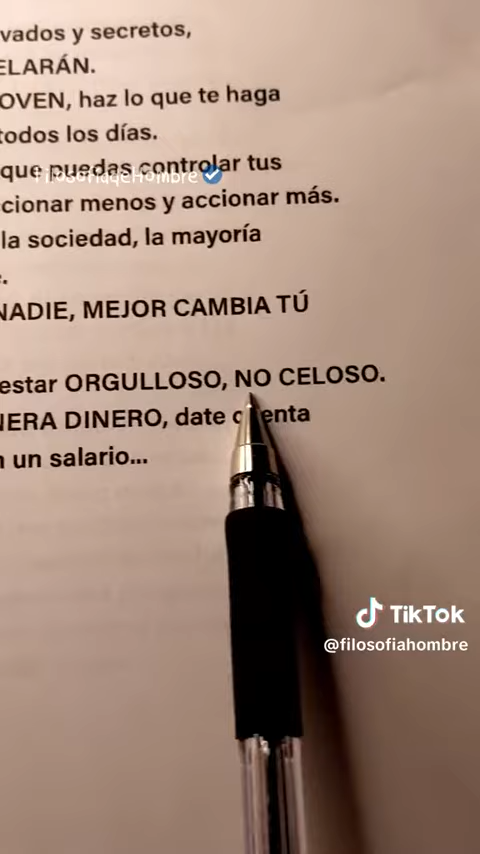 vados y secretos,
ELARÁN.
OVEN, haz lo que te haga
todos los días.
que puedas controlar tus
FilosofiaqeHombre
cionar menos y accionar más.
la sociedad, la mayoría
e.
NADIE, MEJOR CAMBIA TÚ
estar ORGULLOSO, NO CELOSO.
NERA DINERO, date cuenta
n un salario...
TikTok
@filosofiahombre